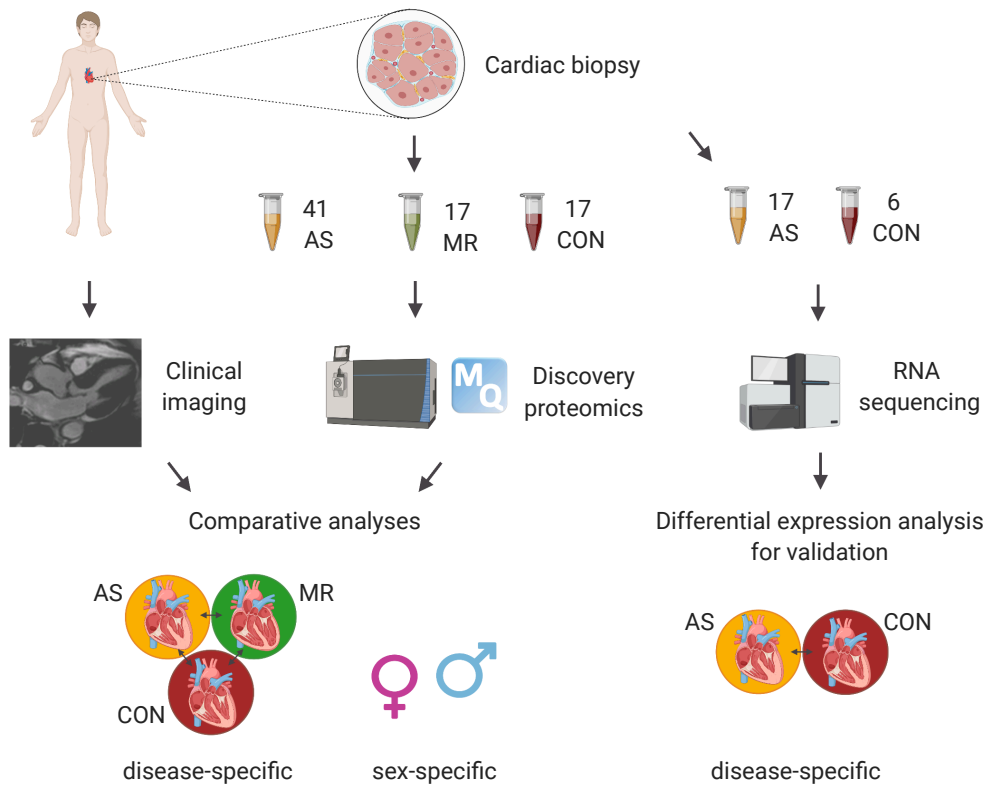 Cardiac biopsy
41
AS
17
MR
17
CON
17
AS
6
CON
Clinical
imaging
MQ
Discovery
proteomics
RNA
sequencing
Comparative analyses
Differential expression analysis
for validation
AS
MR
CON
AS
CON
disease-specific
sex-specific
disease-specific